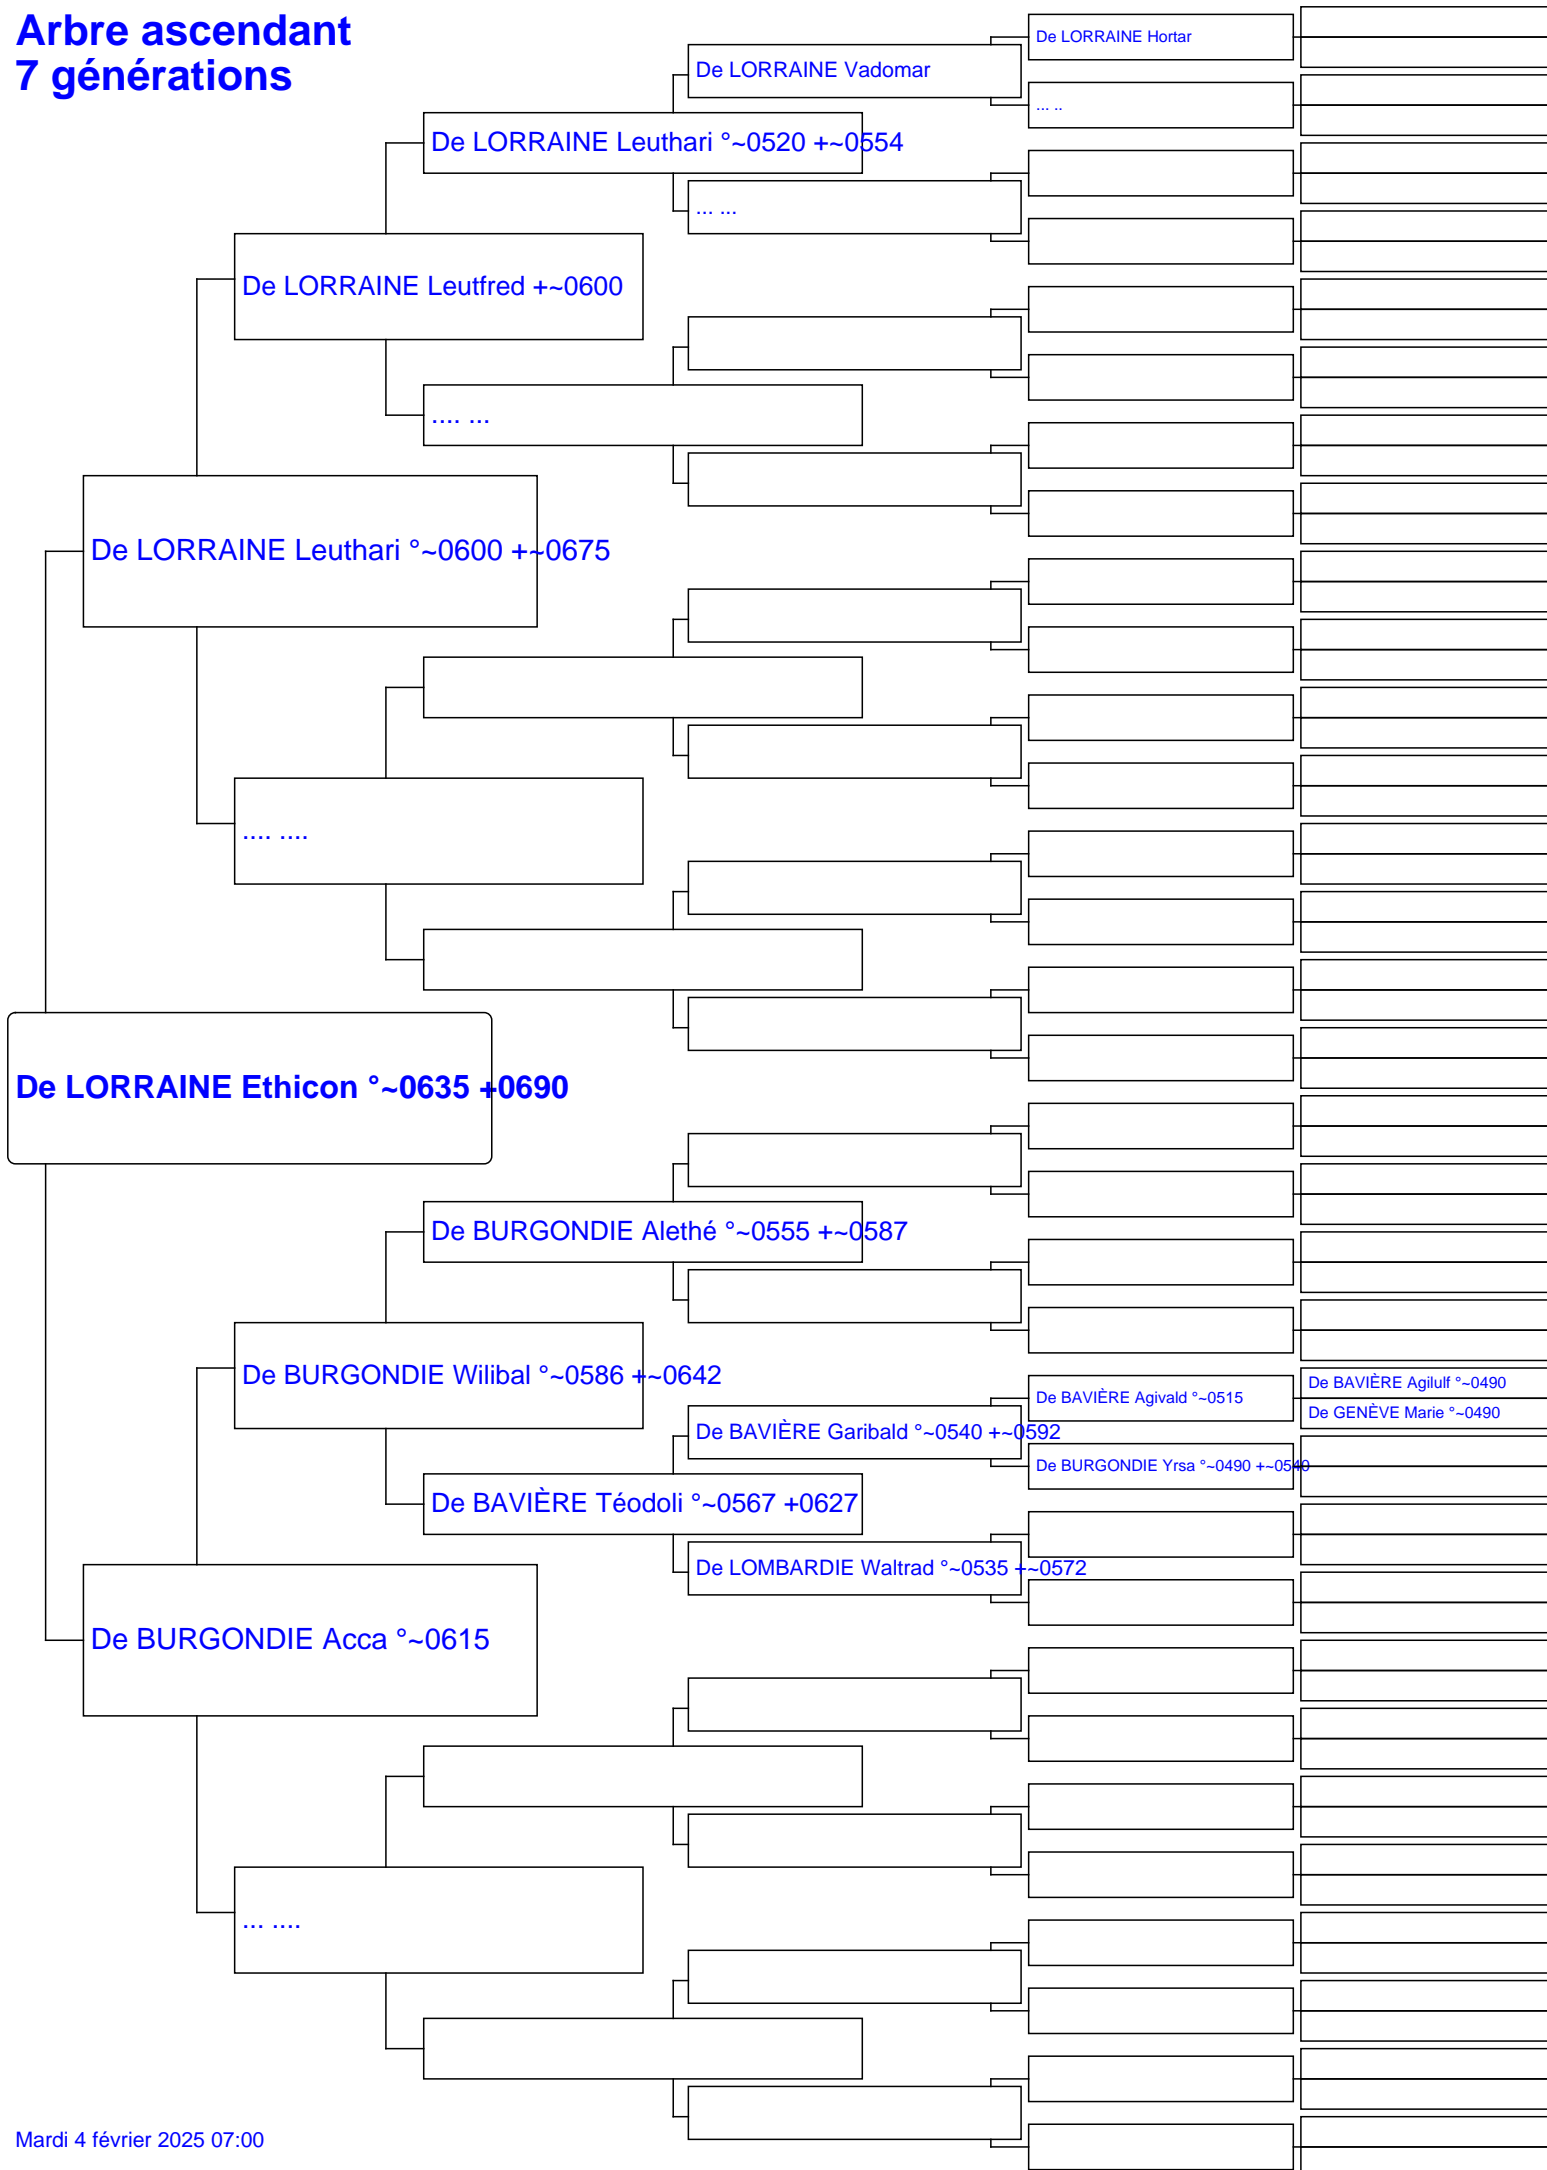 Arbre ascendant
7 générations
De LORRAINE Hortar
De LORRAINE Vadomar
... ..
De LORRAINE Leuthari °~0520 +~0554
... ...
De LORRAINE Leutfred +~0600
.... ...
De LORRAINE Leuthari °~0600 +~0675
.... ....
De LORRAINE Ethicon °~0635 +0690
De BURGONDIE Alethé °~0555 +~0587
De BURGONDIE Wilibal °~0586 +~0642
De BAVIÈRE Agilulf °~0490
De BAVIÈRE Agivald °~0515
De GENÈVE Marie °~0490
De BAVIÈRE Garibald °~0540 +~0592
De BURGONDIE Yrsa °~0490 +~0540
De BAVIÈRE Téodoli °~0567 +0627
De LOMBARDIE Waltrad °~0535 +~0572
De BURGONDIE Acca °~0615
... ....
Mardi 4 février 2025 07:00